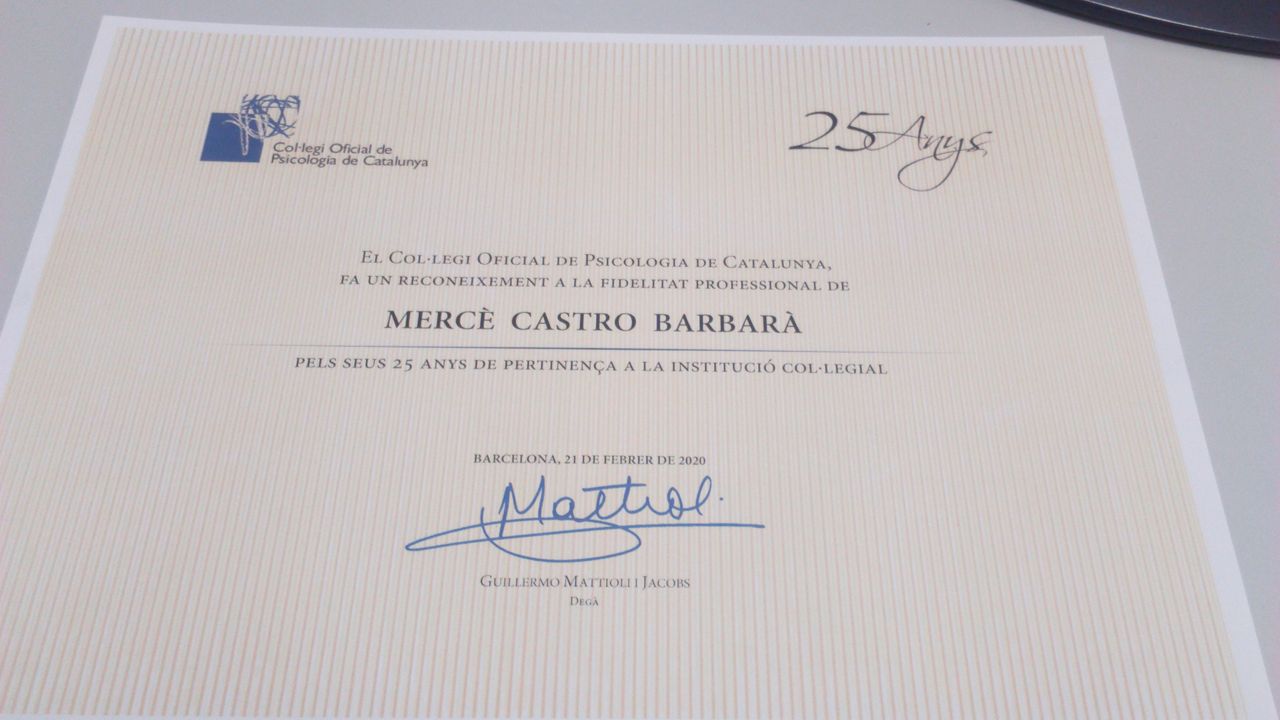 Col·legi Oficial de
Psicologia de Catalunya
25 Anys
El Col·legi Oficial de Psicologia de Catalunya,
fa un reconeixement a la fidelitat professional de
MERCÈ CASTRO BARBARÀ
pels seus 25 anys de pertinença a la institució col·legial
BARCELONA, 21 DE FEBRER DE 2020
Mattiol.
Guillermo Mattioli i Jacobs
Degà